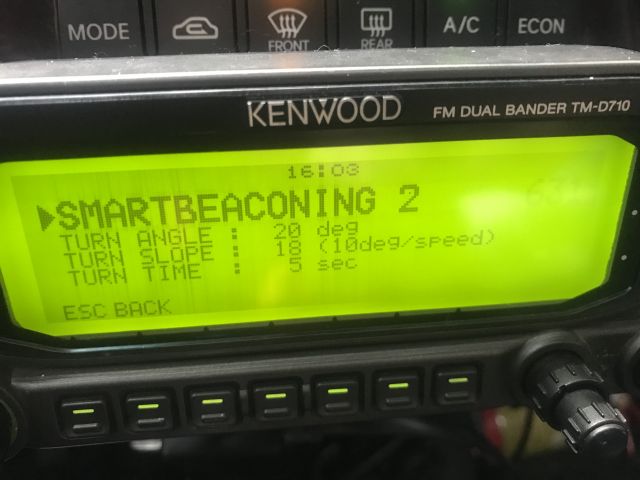 MODE FRONT REAR A/C ECON
KENWOOD FM DUAL BANDER TM-D710
16:03
▶SMARTBEACONING 2
TURN ANGLE : 20 deg
TURN SLOPE : 18 (10deg/speed)
TURN TIME : 5 sec
ESC BACK